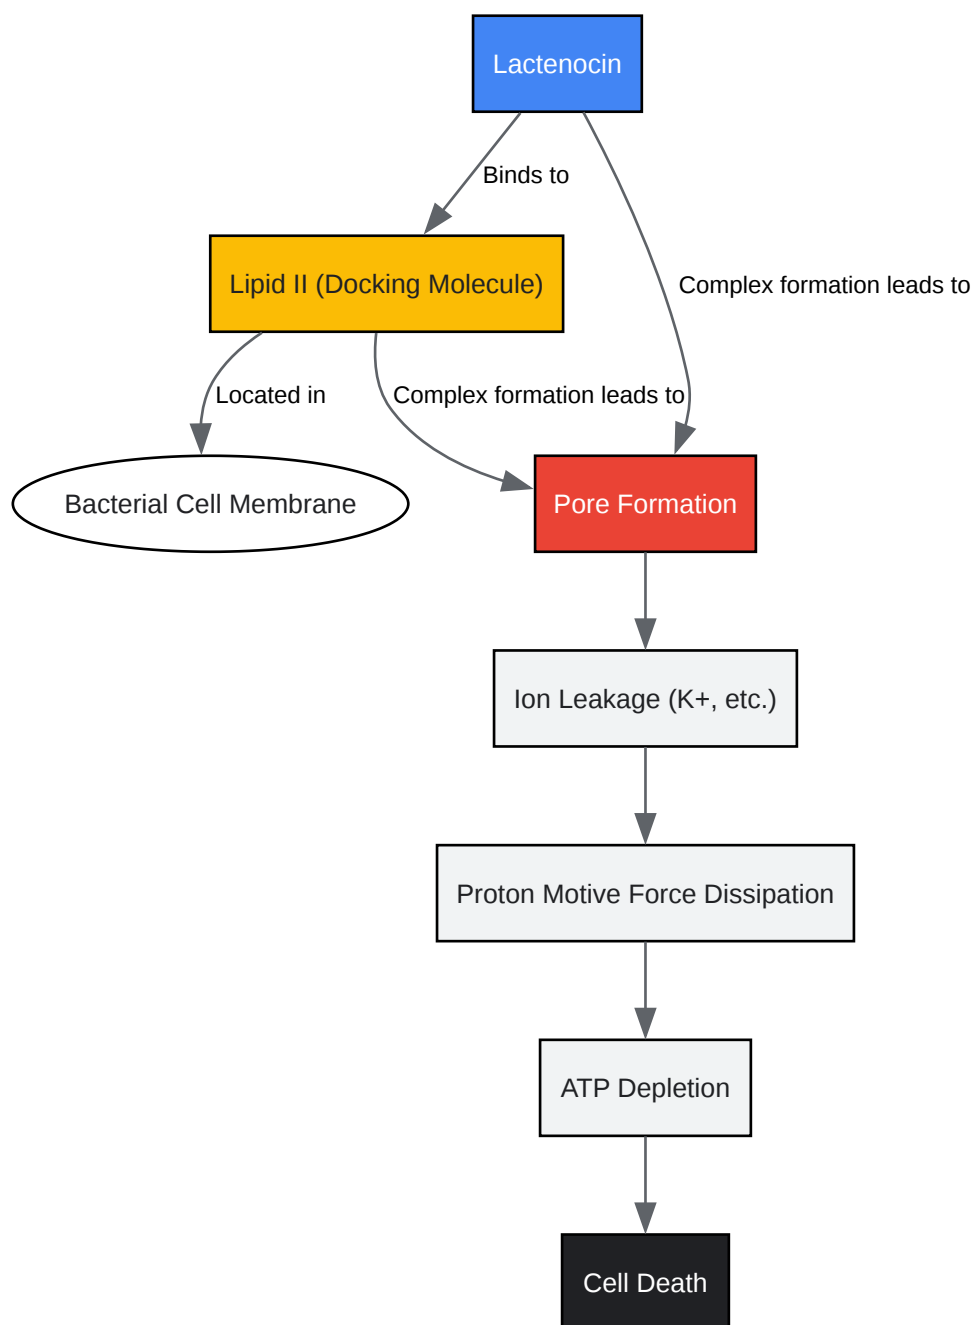 Lactenocin
Binds to
Lipid II (Docking Molecule)
Complex formation leads to
Located in
Complex formation leads to
Bacterial Cell Membrane
Pore Formation
Ion Leakage (K+, etc.)
Proton Motive Force Dissipation
ATP Depletion
Cell Death